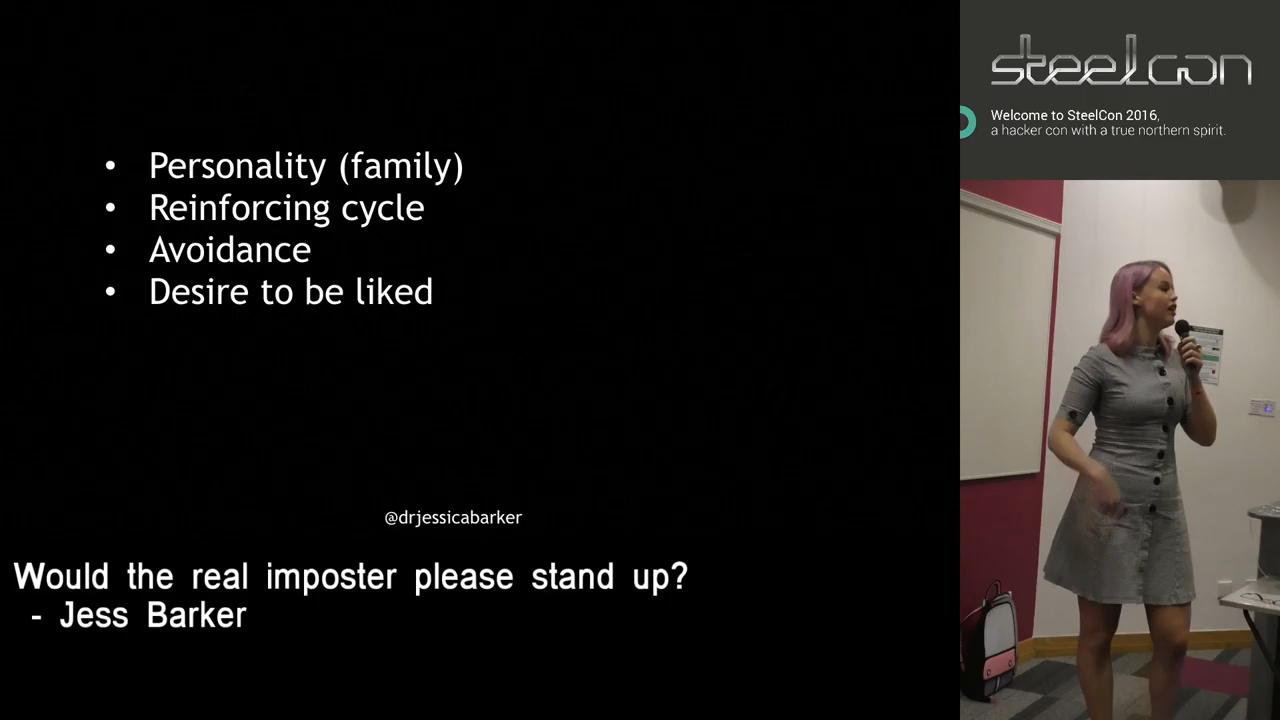 • Personality (family)
• Reinforcing cycle
• Avoidance
• Desire to be liked
@drjessicabarker
Would the real imposter please stand up?
- Jess Barker
steelcon
Welcome to SteelCon 2016,
a hacker con with a true northern spirit.